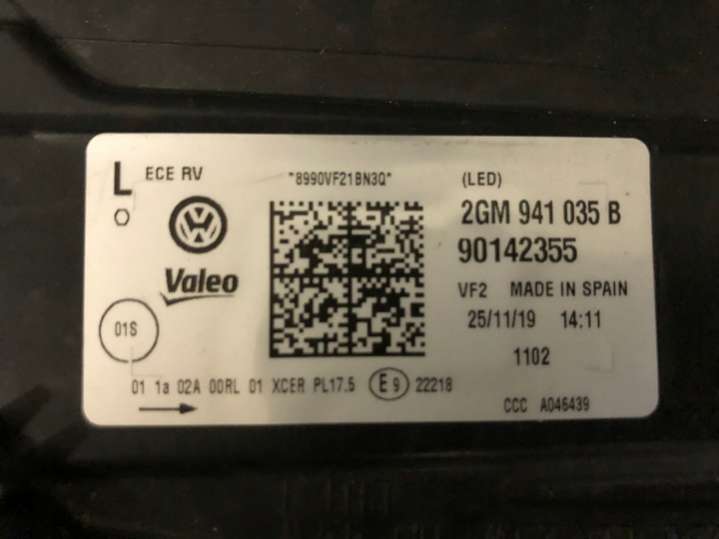 L ECE RV *8990VF21BN3Q* (LED)
2GM 941 035 B
90142355
Valeo
VF2 MADE IN SPAIN
25/11/19 14:11
01S
1102
01 1a 02A 00RL 01 XCER PL17.5 E9 22218
CCC A046439